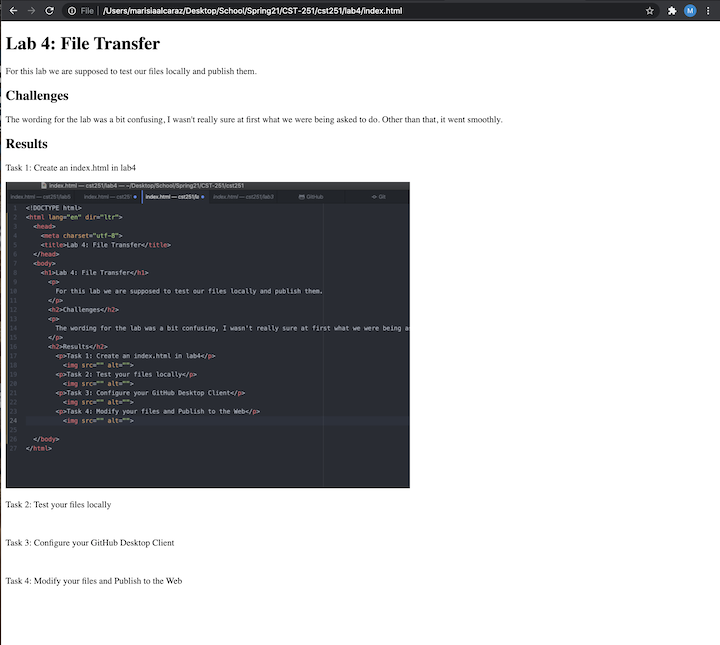 File | /Users/marisiaalcaraz/Desktop/School/Spring21/CST-251/cst251/lab4/index.html M
Lab 4: File Transfer
For this lab we are supposed to test our files locally and publish them.
Challenges
The wording for the lab was a bit confusing, I wasn't really sure at first what we were being asked to do. Other than that, it went smoothly.
Results
Task 1: Create an index.html in lab4
index.html — cst251/lab4 — ~/Desktop/School/Spring21/CST-251/cst251
index.html — cst251/lab6 index.html — cst251 index.html — cst251/la index.html — cst251/lab3 GitHub Git
1 <!DOCTYPE html>
2 <html lang="en" dir="ltr">
3 <head>
4 <meta charset="utf-8">
5 <title>Lab 4: File Transfer</title>
6 </head>
7 <body>
8 <h1>Lab 4: File Transfer</h1>
9 <p>
10 For this lab we are supposed to test our files locally and publish them.
11 </p>
12 <h2>Challenges</h2>
13 <p>
14 The wording for the lab was a bit confusing, I wasn't really sure at first what we were being a
15 </p>
16 <h2>Results</h2>
17 <p>Task 1: Create an index.html in lab4</p>
18 <img src="" alt="">
19 <p>Task 2: Test your files locally</p>
20 <img src="" alt="">
21 <p>Task 3: Configure your GitHub Desktop Client</p>
22 <img src="" alt="">
23 <p>Task 4: Modify your files and Publish to the Web</p>
24 <img src="" alt="">
25
26 </body>
27 </html>
Task 2: Test your files locally
Task 3: Configure your GitHub Desktop Client
Task 4: Modify your files and Publish to the Web